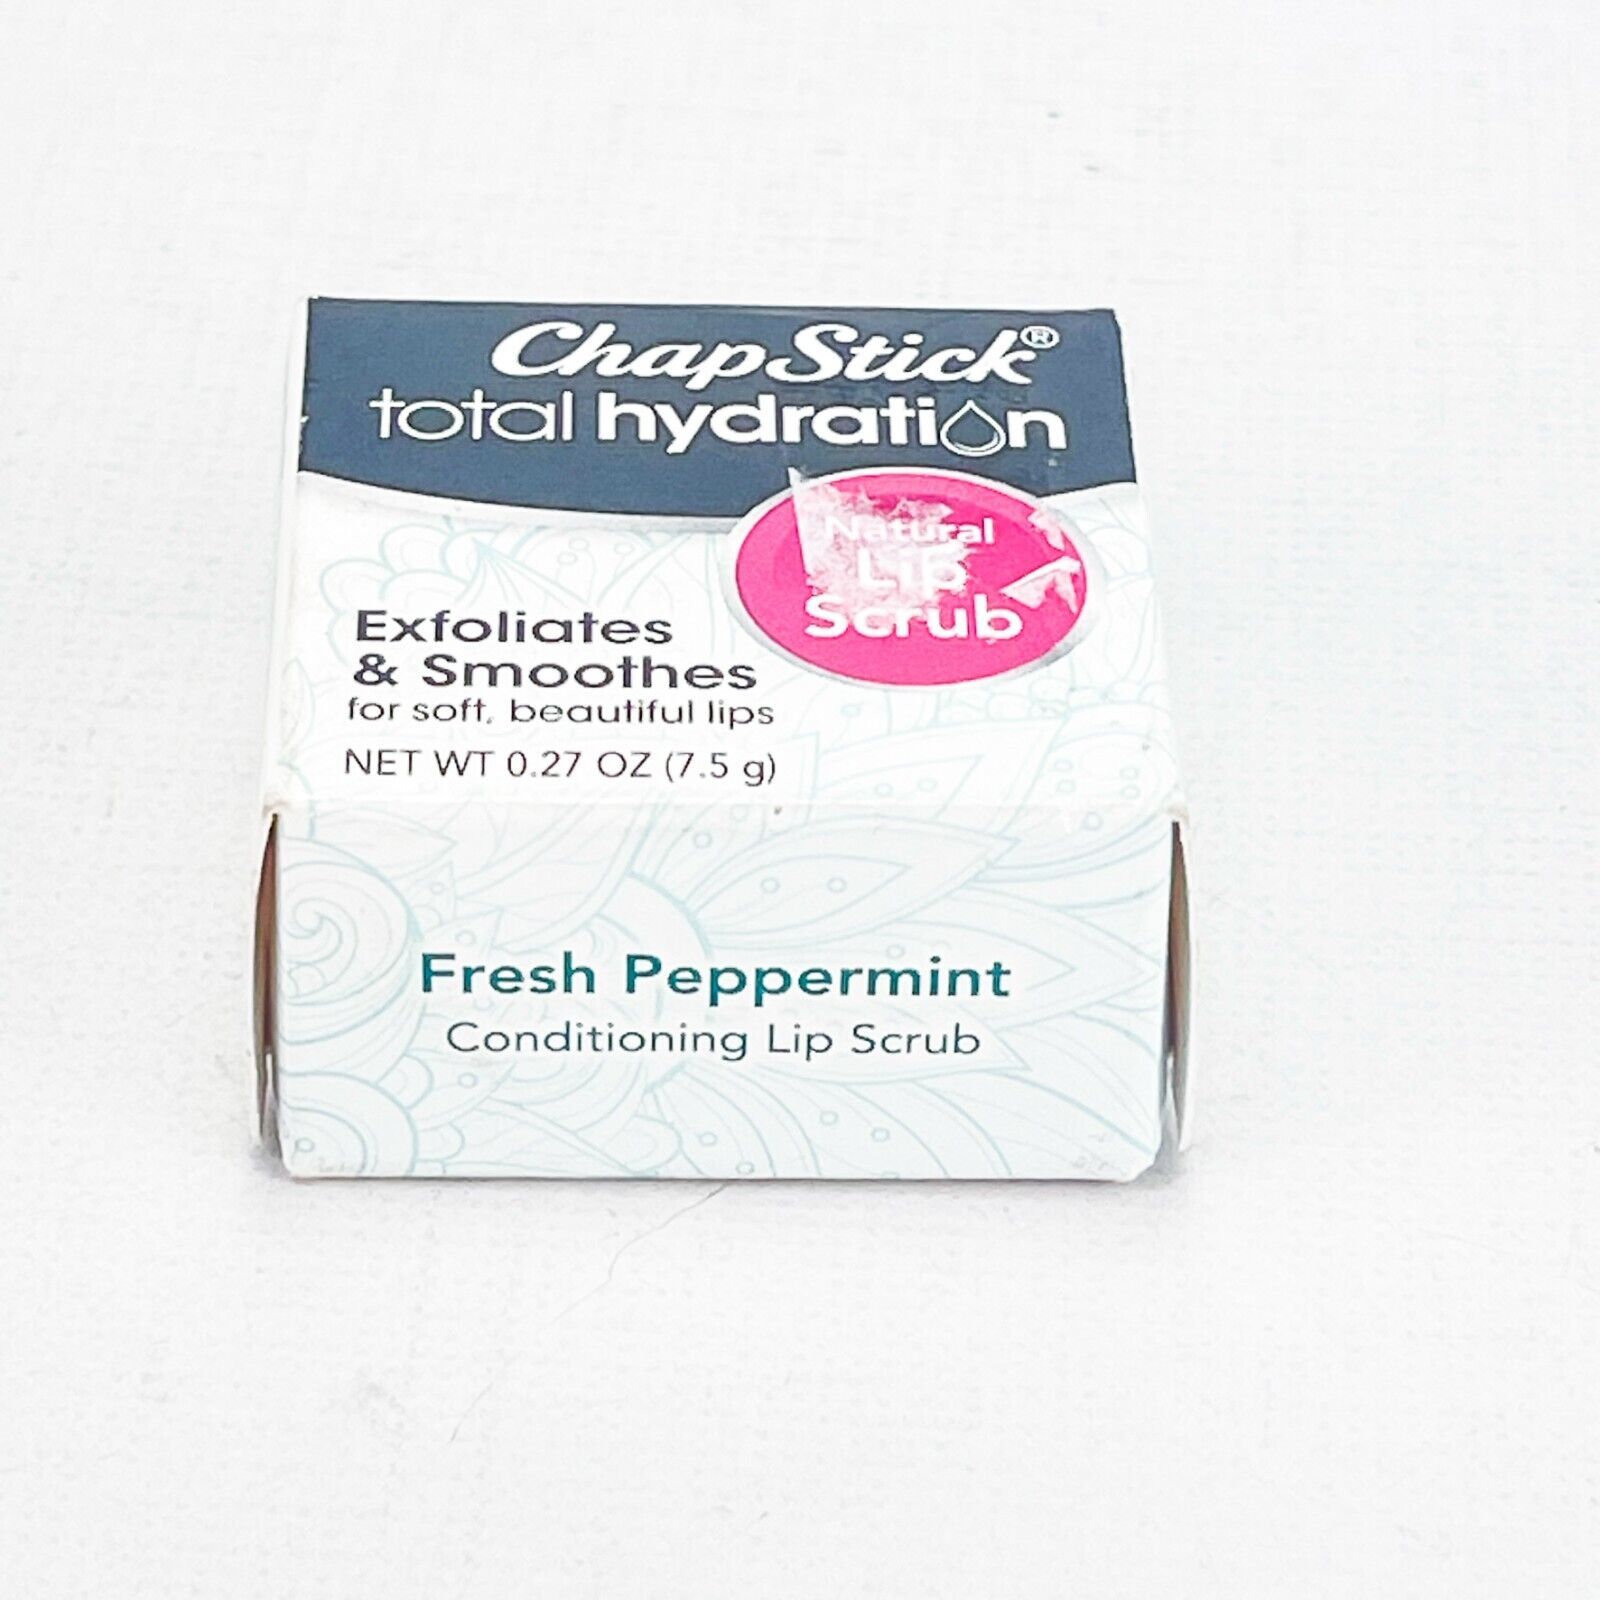 ChapStick®
total hydration
Natural
Lip
Scrub
Exfoliates
& Smoothes
for soft, beautiful lips
NET WT 0.27 OZ (7.5 g)
Fresh Peppermint
Conditioning Lip Scrub